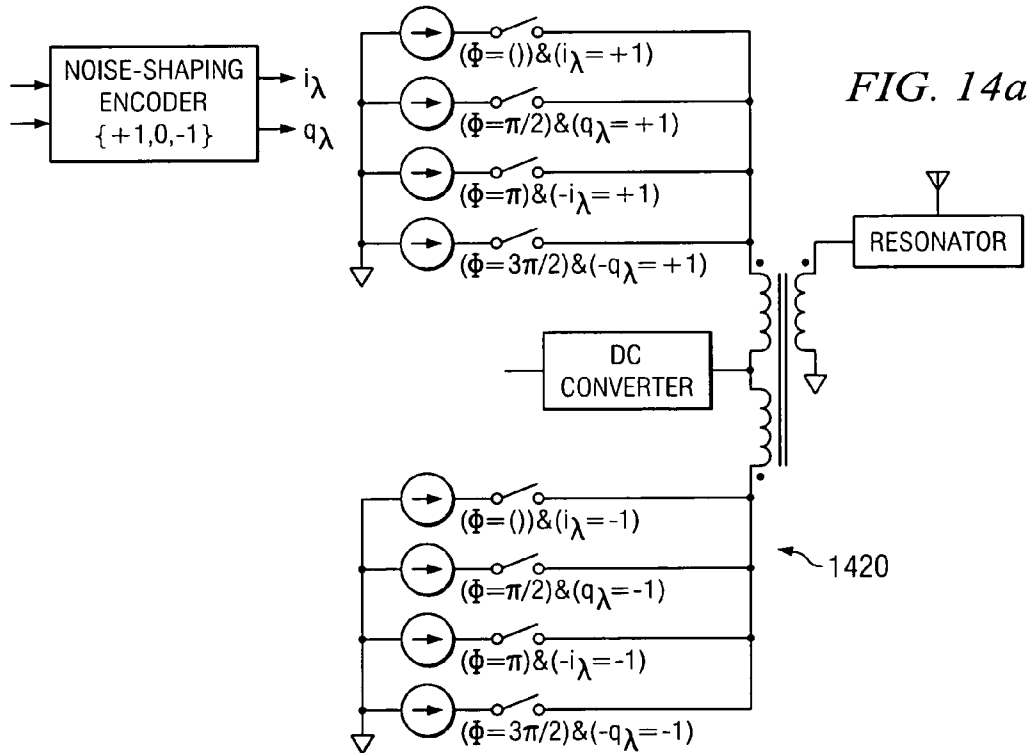 FIG. 14a
NOISE-SHAPING
ENCODER
{+1,0,-1}
iλ
qλ
(Φ=())&(iλ=+1)
(Φ=π/2)&(qλ=+1)
(Φ=π)&(-iλ=+1)
(Φ=3π/2)&(-qλ=+1)
RESONATOR
DC
CONVERTER
(Φ=())&(iλ=-1)
(Φ=π/2)&(qλ=-1)
(Φ=π)&(-iλ=-1)
(Φ=3π/2)&(-qλ=-1)
1420